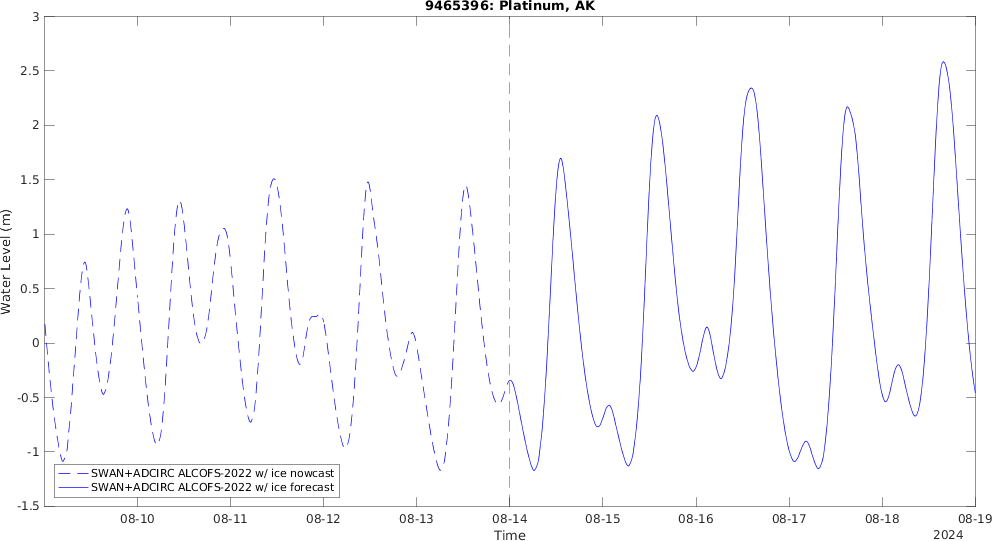 9465396: Platinum, AK
3
2.5
2
1.5
1
0.5
0
-0.5
-1
-1.5
Water Level (m)
SWAN+ADCIRC ALCOFS-2022 w/ ice nowcast
SWAN+ADCIRC ALCOFS-2022 w/ ice forecast
08-10 08-11 08-12 08-13 08-14 08-15 08-16 08-17 08-18 08-19
Time
2024